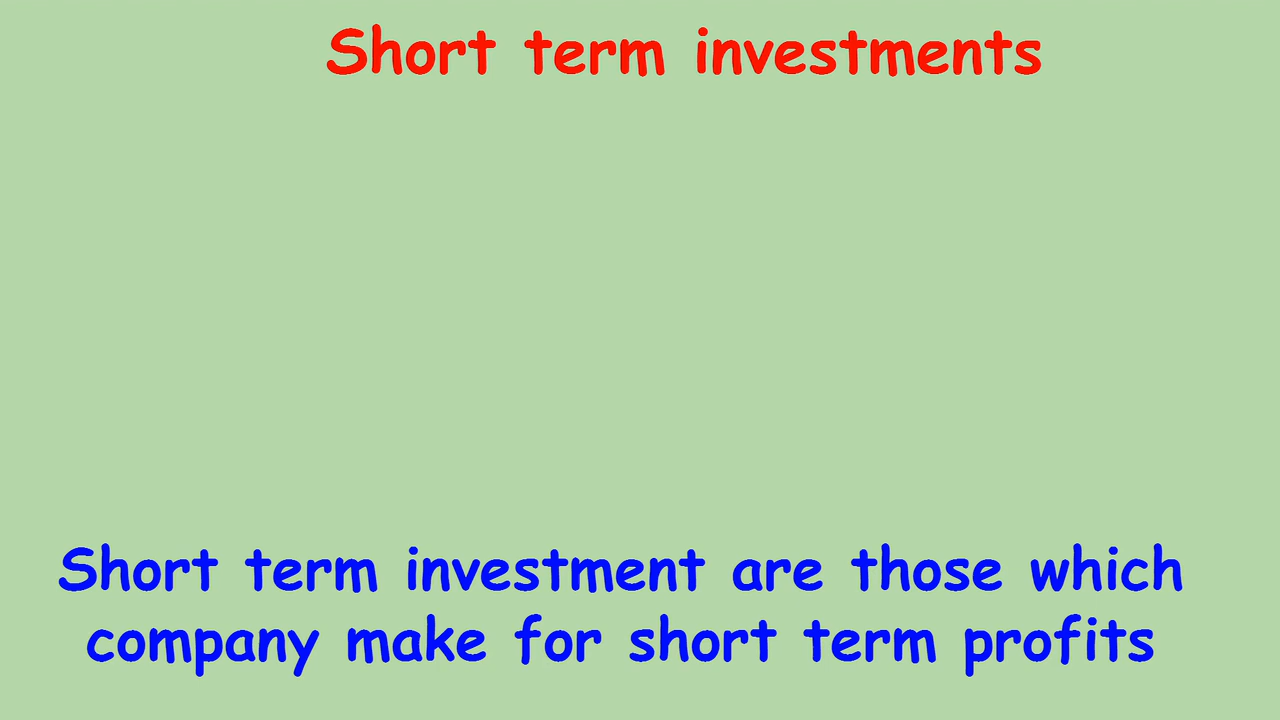 Short term investments
Short term investment are those which
company make for short term profits